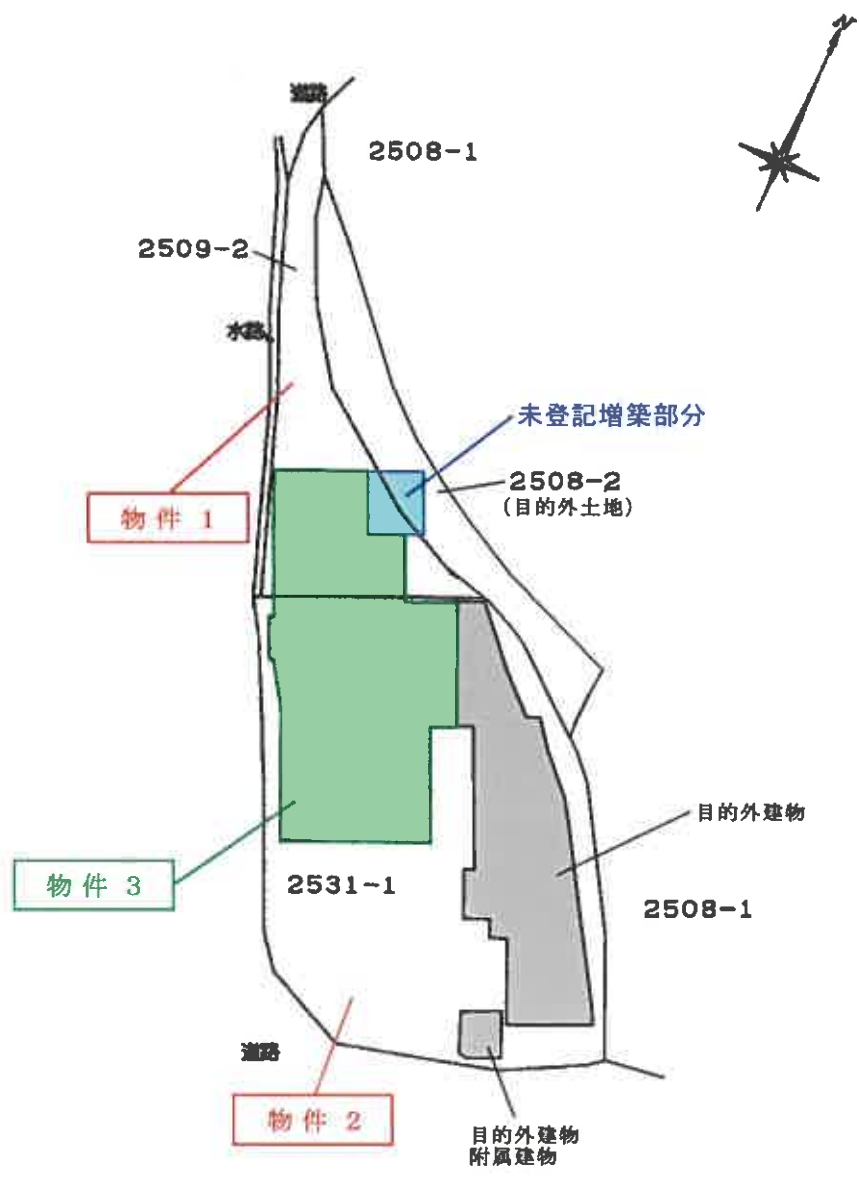 N
道路
2508-1
2509-2
水路
未登記増築部分
2508-2
(目的外土地)
物件 1
目的外建物
物件 3
2531-1
2508-1
道路
物件 2
目的外建物
附属建物